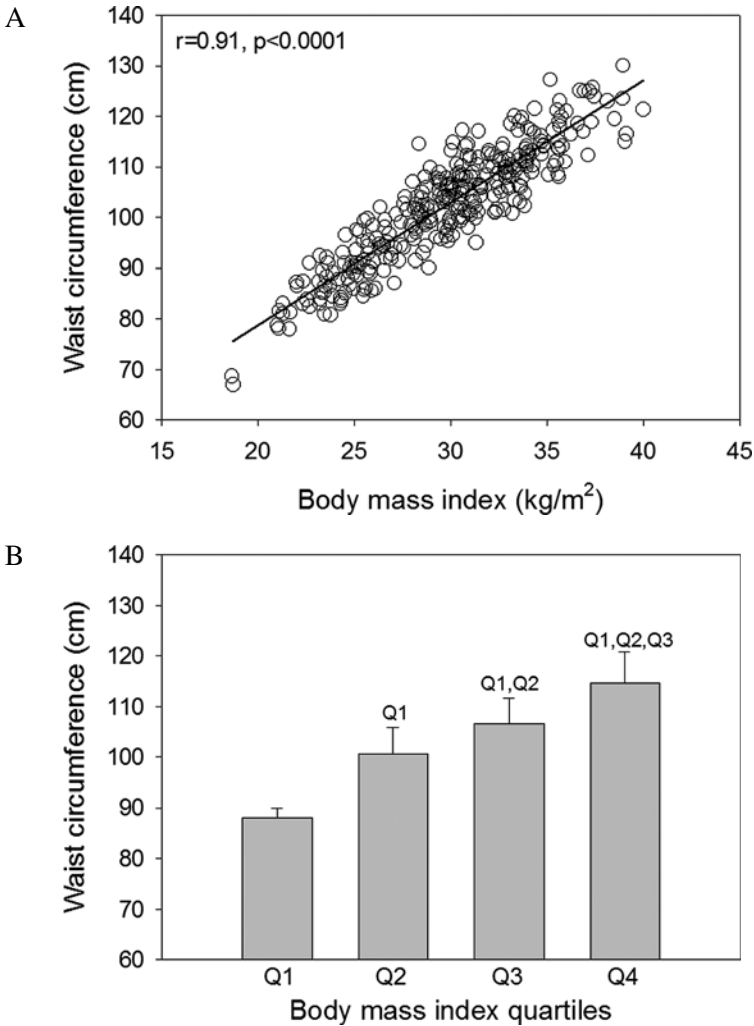 A
r=0.91, p<0.0001
Waist circumference (cm)
140
130
120
110
100
90
80
70
60
15 20 25 30 35 40 45
Body mass index (kg/m²)
B
Waist circumference (cm)
140
130
120
110
100
90
80
70
60
Q1
Q1,Q2
Q1,Q2,Q3
Q1 Q2 Q3 Q4
Body mass index quartiles